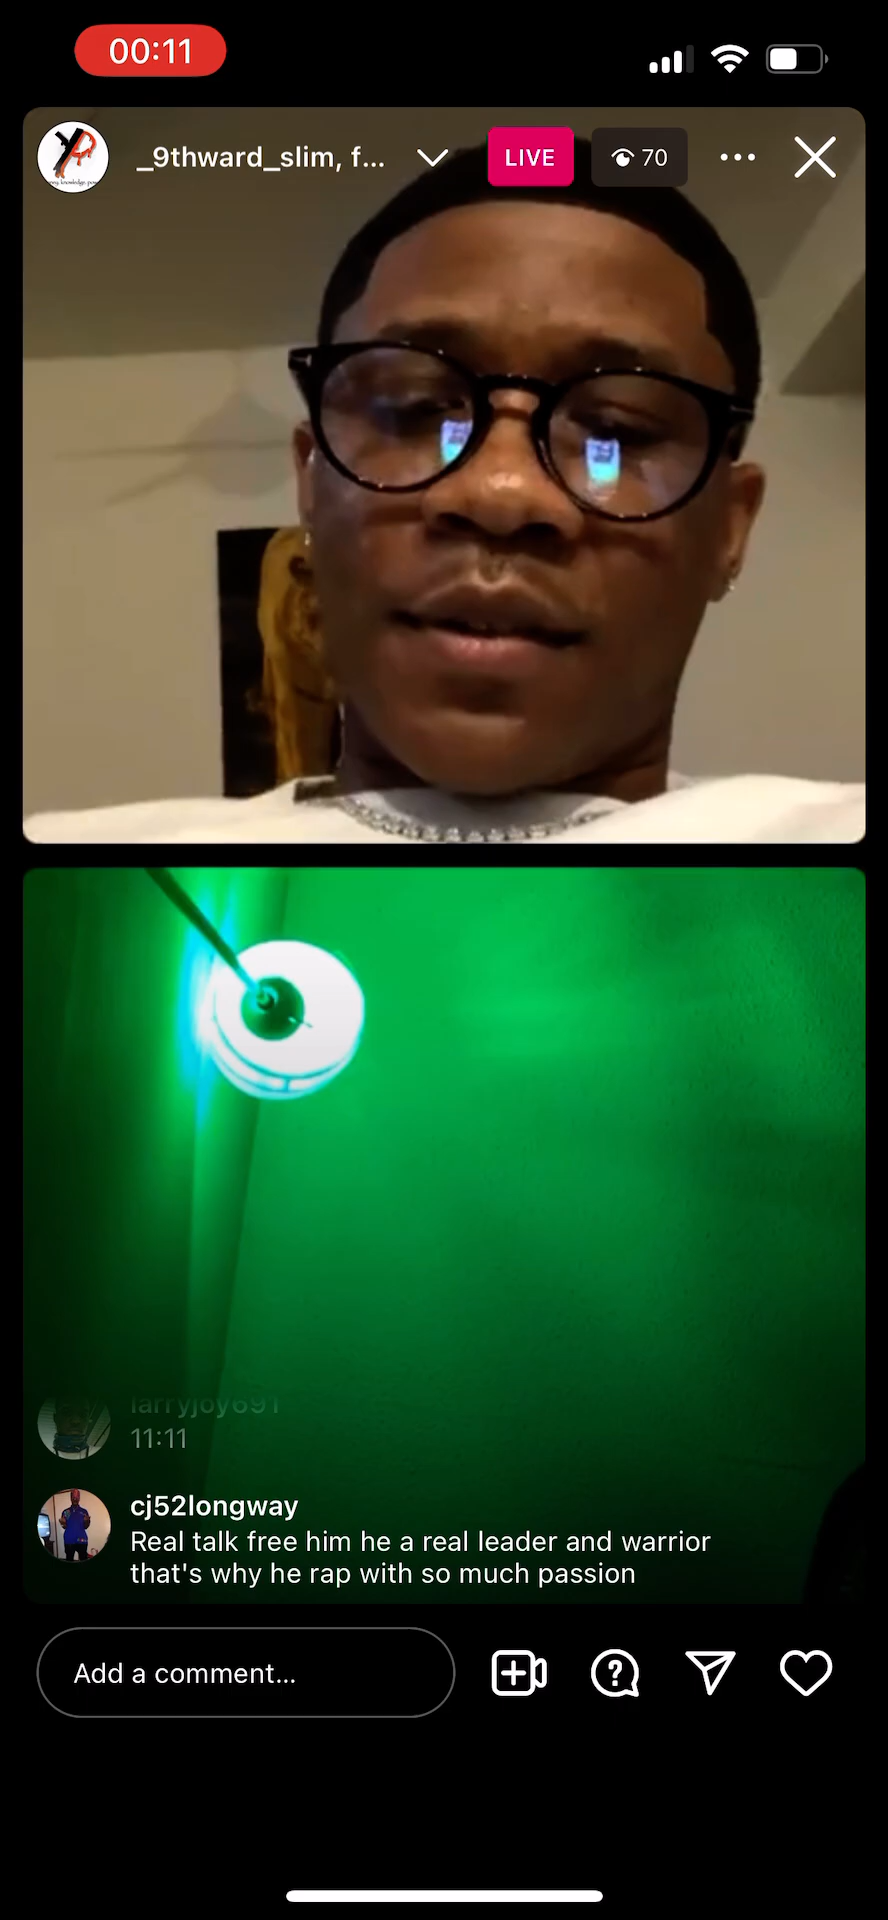 00:11
_9thward_slim, f...
LIVE
70
larryjoy691
11:11
cj52longway
Real talk free him he a real leader and warrior
that's why he rap with so much passion
Add a comment...